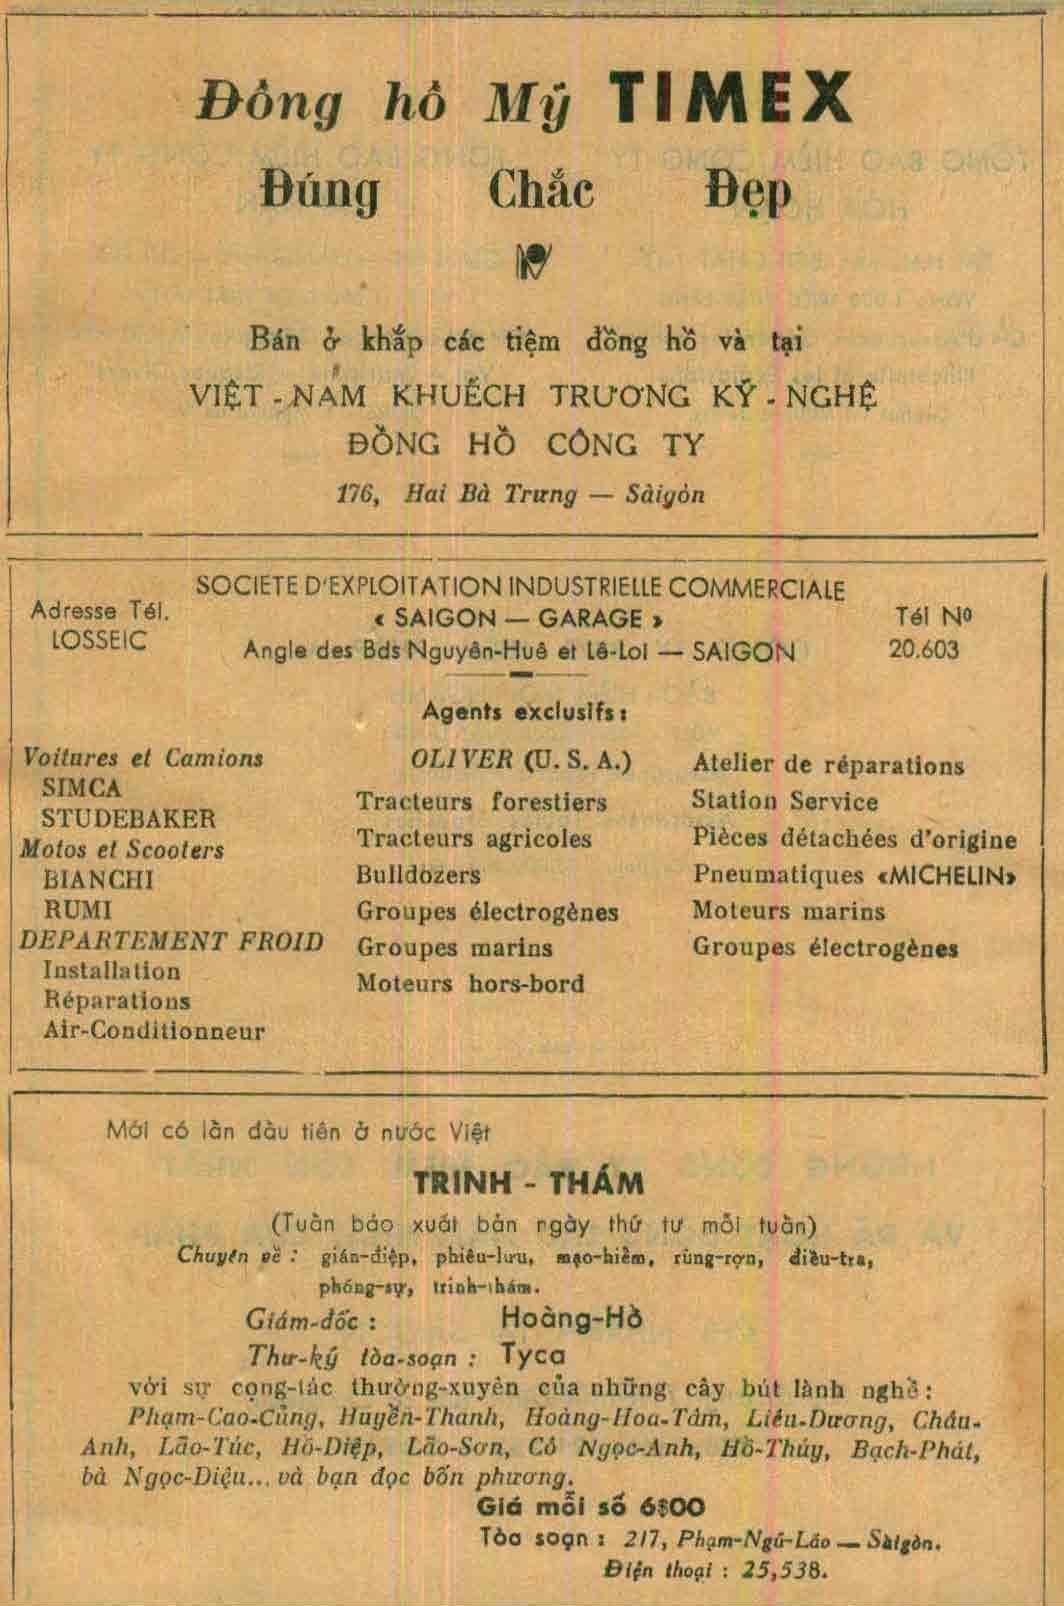 Đồng hồ Mỹ TIMEX
Đúng Chắc Đẹp
Bán ở khắp các tiệm đồng hồ và tại
VIỆT - NAM KHUẾCH TRƯƠNG KỸ - NGHỆ
ĐỒNG HỒ CÔNG TY
176, Hai Bà Trưng — Sàigòn
SOCIETE D'EXPLOITATION INDUSTRIELLE COMMERCIALE
Adresse Tél.
LOSSEIC
« SAIGON — GARAGE »
Angle des Bds Nguyên-Huê et Lê-Loi — SAIGON
Tél Nº
20.603
Agents exclusifs :
Voitures et Camions
SIMCA
STUDEBAKER
Motos et Scooters
BIANCHI
RUMI
DEPARTEMENT FROID
Installation
Réparations
Air-Conditionneur
OLIVER (U. S. A.)
Tracteurs forestiers
Tracteurs agricoles
Bulldozers
Groupes électrogènes
Groupes marins
Moteurs hors-bord
Atelier de réparations
Station Service
Pièces détachées d'origine
Pneumatiques «MICHELIN»
Moteurs marins
Groupes électrogènes
Mới có lần đầu tiên ở nước Việt
TRINH - THÁM
(Tuần báo xuất bản ngày thứ tư mỗi tuần)
Chuyên về : gián-điệp, phiêu-lưu, mạo-hiểm, rùng-rợn, điều-tra,
phóng-sự, trinh-thám.
Giám-đốc : Hoàng-Hồ
Thư-ký tòa-soạn : Tyca
với sự cọng-tác thường-xuyên của những cây bút lành nghề :
Phạm-Cao-Củng, Huyền-Thanh, Hoàng-Hoa-Tâm, Liêu-Dương, Châu-
Anh, Lão-Túc, Hồ-Điệp, Lão-Sơn, Cô Ngọc-Anh, Hồ-Thủy, Bạch-Phát,
bà Ngọc-Diệu... và bạn đọc bốn phương.
Giá mỗi số 6$00
Tòa soạn : 217, Phạm-Ngũ-Lão — Sàigòn.
Điện thoại : 25,538.